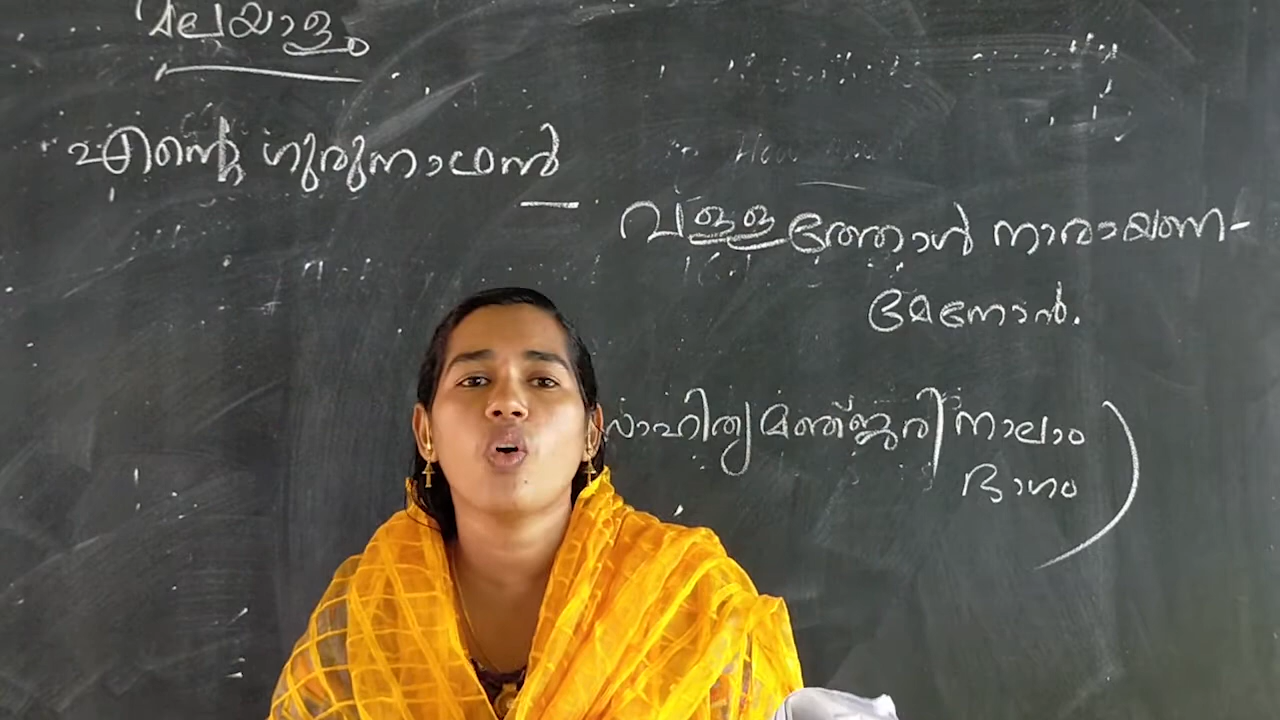 മലയാളം
എന്റെ ഗുരുനാഥൻ
വള്ളത്തോൾ നാരായണ-
മേനോൻ.
സാഹിത്യമഞ്ജരി നാലാം
ഭാഗം)